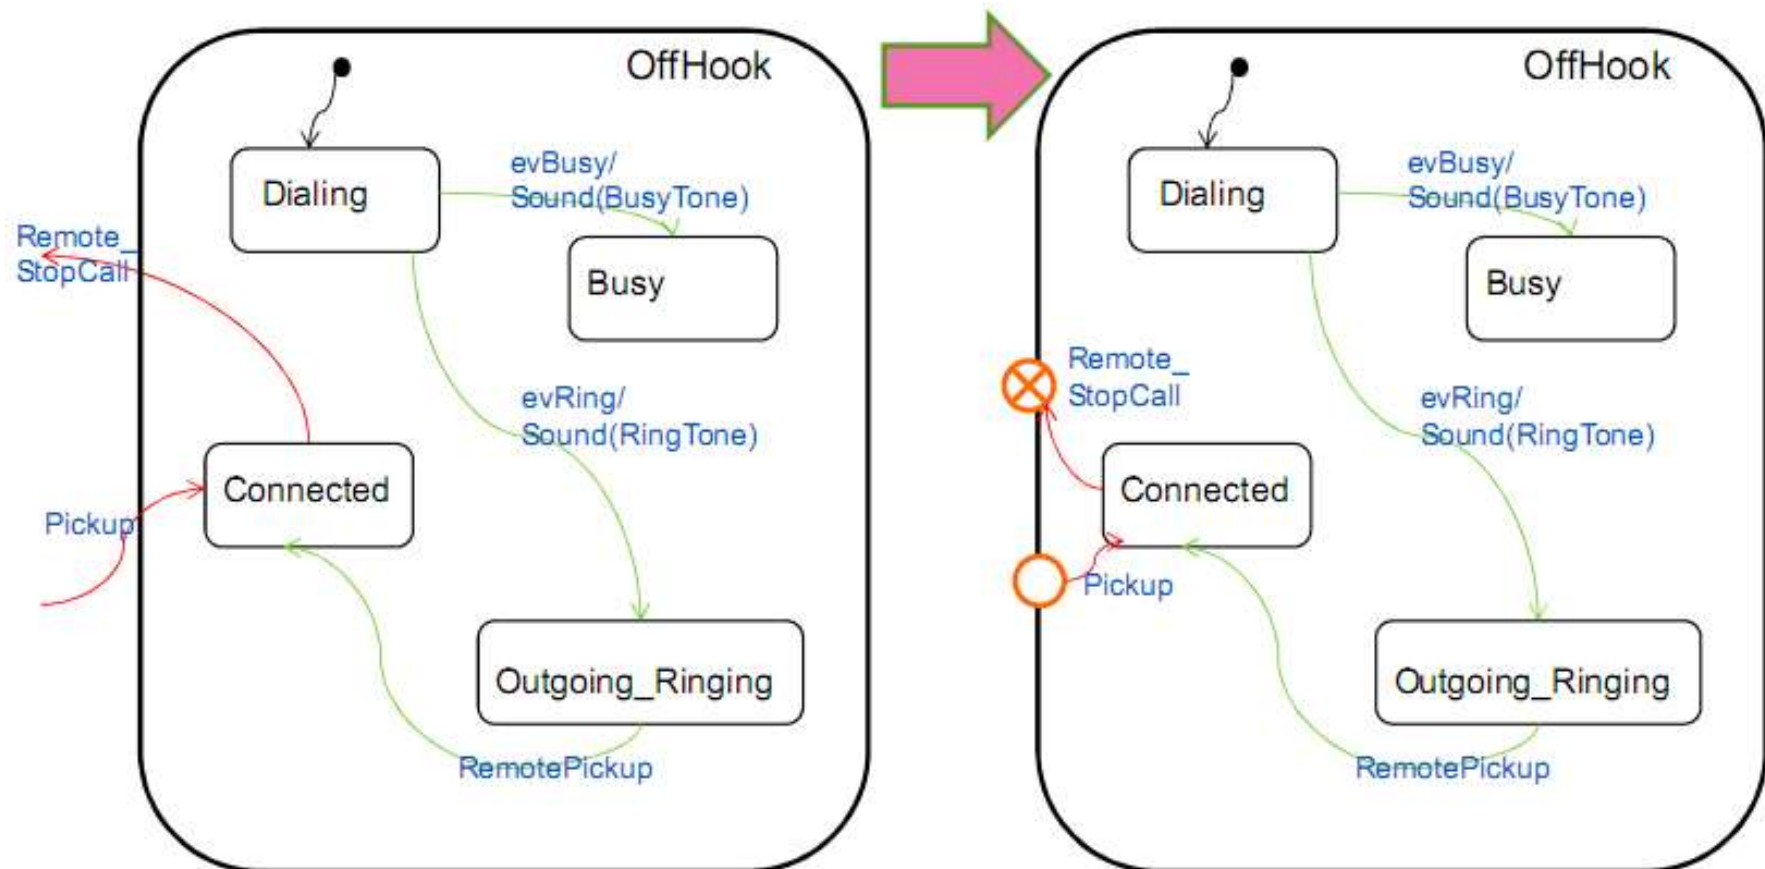 OffHook
Dialing
evBusy/
Sound(BusyTone)
Remote_
StopCall
Busy
evRing/
Sound(RingTone)
Connected
Pickup
Outgoing_Ringing
RemotePickup
OffHook
Dialing
evBusy/
Sound(BusyTone)
Busy
Remote_
StopCall
evRing/
Sound(RingTone)
Connected
Pickup
Outgoing_Ringing
RemotePickup